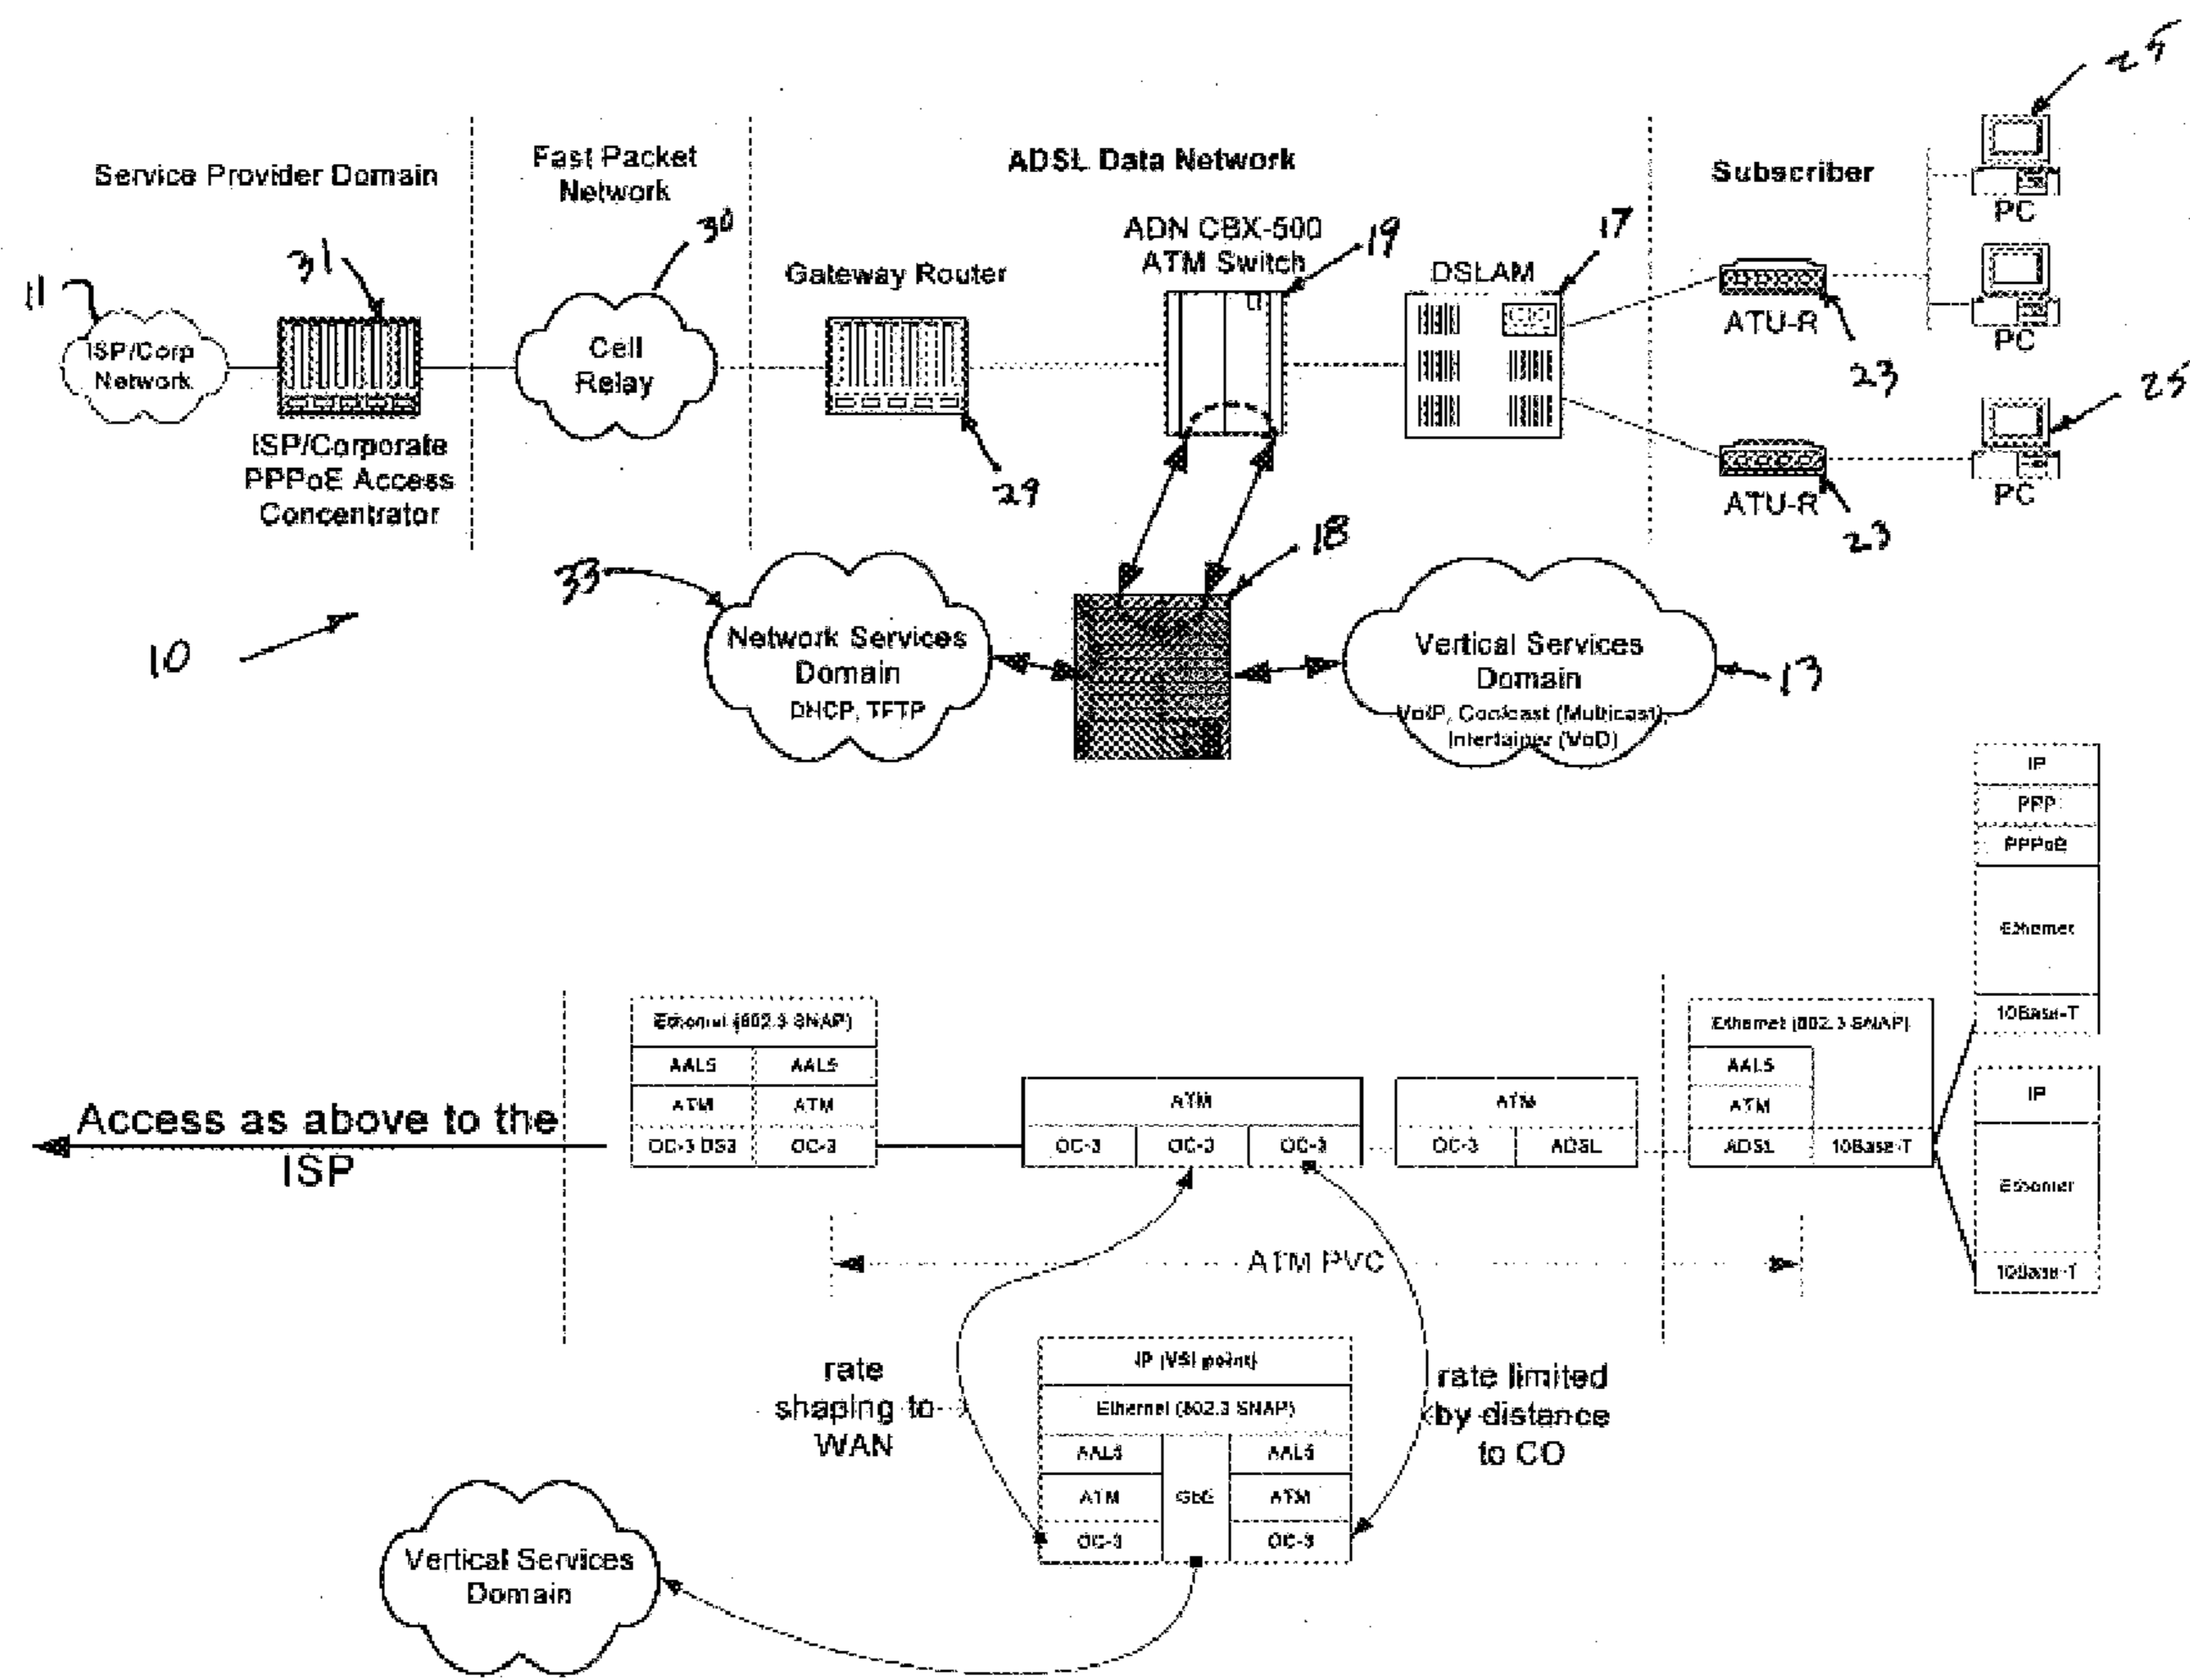 25
Service Provider Domain
Fast Packet
Network
ADSL Data Network
Subscriber
PC
30
ADN CBX-500
ATM Switch
19
17
31
Gateway Router
DSLAM
11
ISP/Corp
Network
Cell
Relay
ATU-R
PC
23
25
ISP/Corporate
PPPoE Access
Concentrator
29
ATU-R
PC
23
18
33
10
Network Services
Domain
DHCP, TFTP
Vertical Services
Domain
VoIP, Coolcast (Multicast),
Intertainer (VoD)
13
IP
PPP
PPPoE
Ethernet
10Base-T
Ethernet (802.3 SNAP)
AAL5
AAL5
ATM
ATM
OC-3 DS3
OC-3
ATM
OC-3
OC-3
OC-3
ATM
OC-3
ADSL
Ethernet (802.3 SNAP)
AAL5
ATM
ADSL
10Base-T
IP
Ethernet
10Base-T
Access as above to the
ISP
ATM PVC
rate
shaping to
WAN
IP (VSI point)
Ethernet (802.3 SNAP)
AAL5
AAL5
ATM
GbE
ATM
OC-3
OC-3
rate limited
by distance
to CO
Vertical Services
Domain